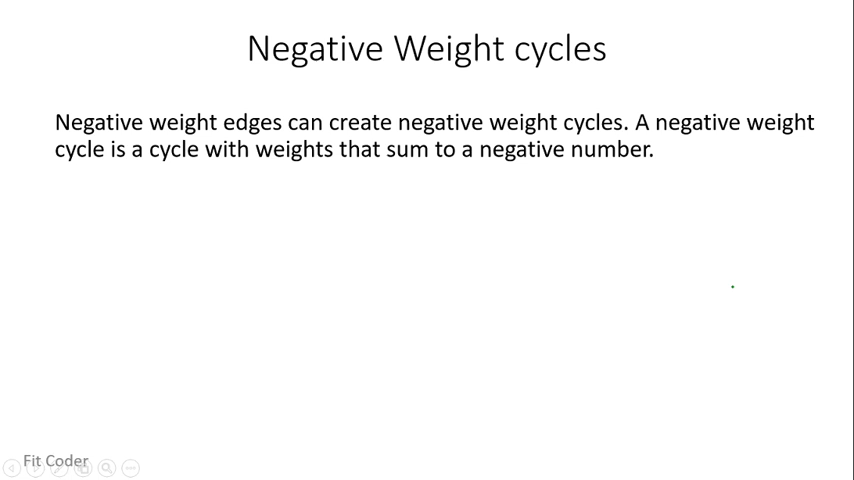 Negative Weight cycles
Negative weight edges can create negative weight cycles. A negative weight
cycle is a cycle with weights that sum to a negative number.
Fit Coder